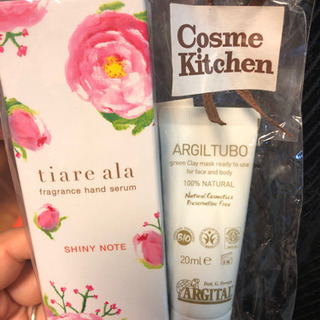 tiare ala
fragrance hand serum
SHINY NOTE
Cosme
Kitchen
ARGILTUBO
green Clay mask ready to use
for face and body
100% NATURAL
Natural Cosmetics
Preservative Free
BIO
20ml e
ARGITAL